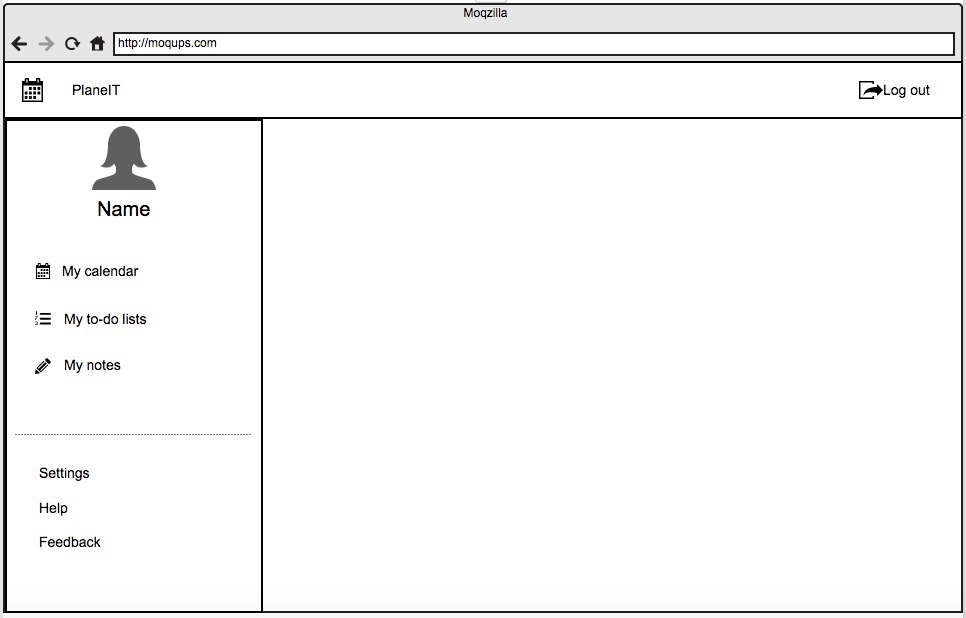 Moqzilla
http://moqups.com
PlaneIT
Log out
Name
My calendar
My to-do lists
My notes
Settings
Help
Feedback